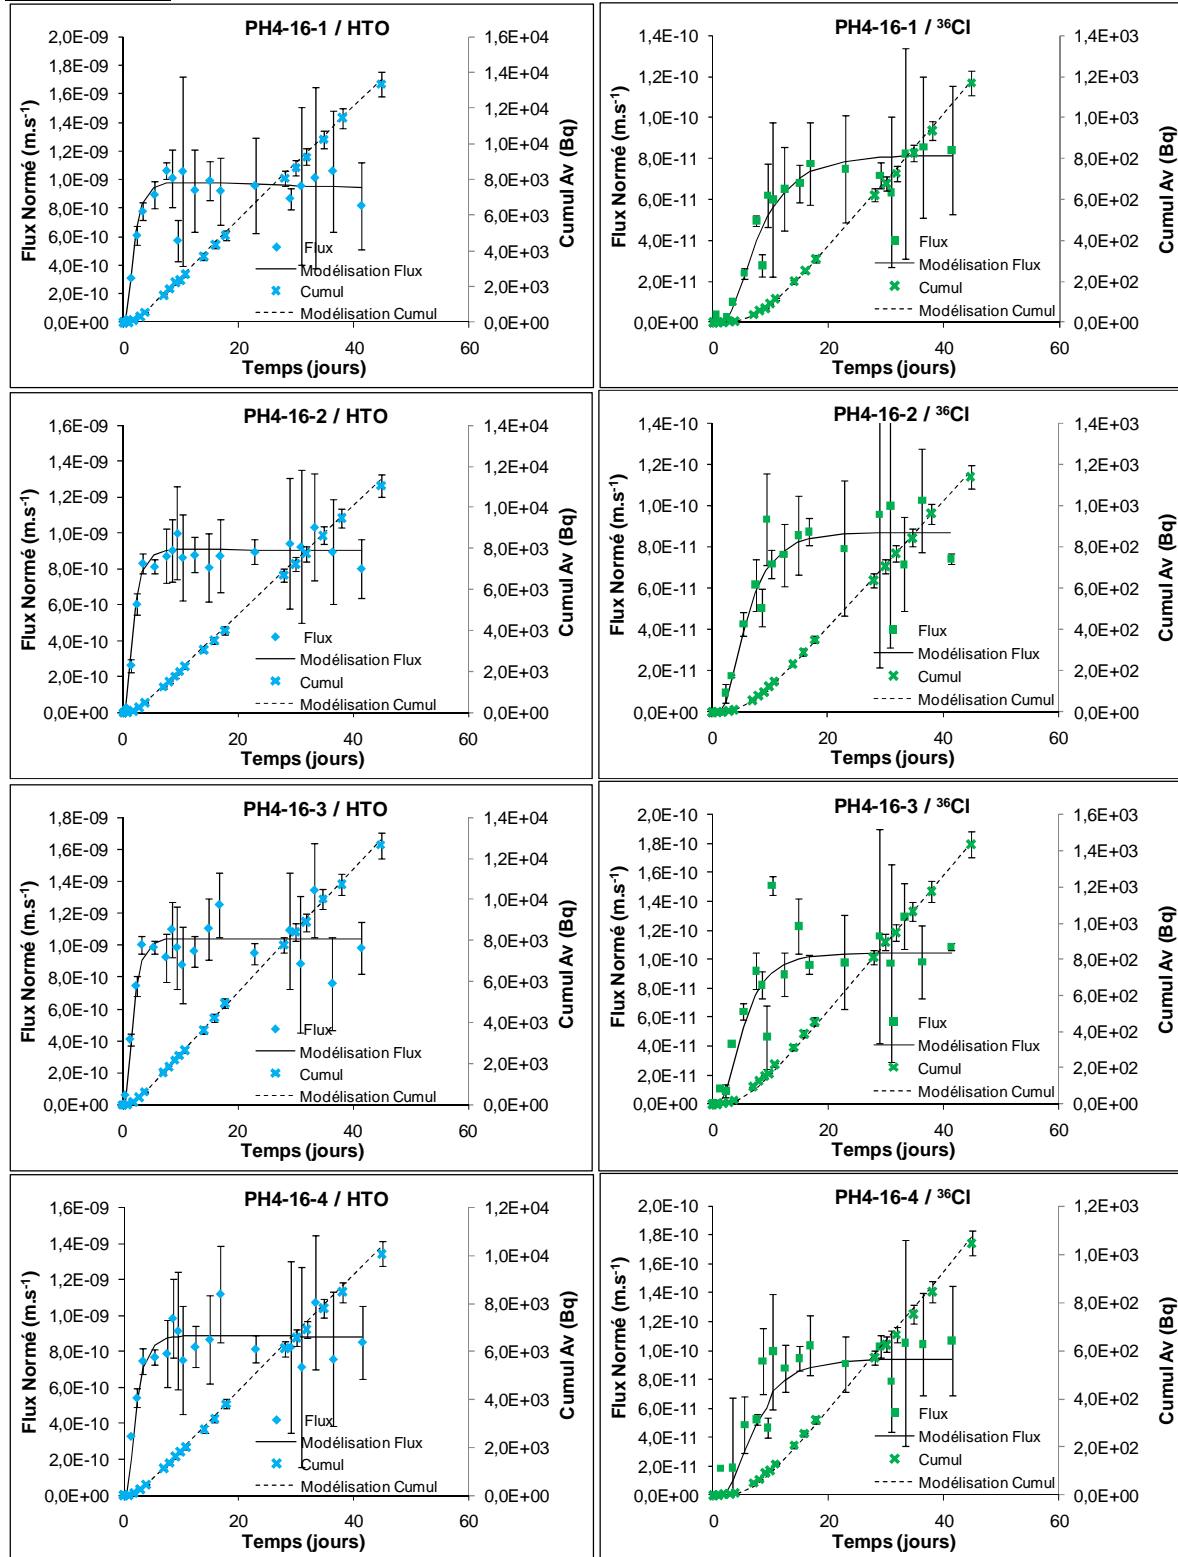 PH4-16-1 / HTO
Flux Normé (m.s⁻¹)
2,0E-09
1,8E-09
1,6E-09
1,4E-09
1,2E-09
1,0E-09
8,0E-10
6,0E-10
4,0E-10
2,0E-10
0,0E+00
Flux
Modélisation Flux
Cumul
Modélisation Cumul
1,6E+04
1,4E+04
1,2E+04
1,0E+04
8,0E+03
6,0E+03
4,0E+03
2,0E+03
0,0E+00
Cumul Av (Bq)
0 20 40 60
Temps (jours)
PH4-16-1 / ³⁶Cl
Flux Normé (m.s⁻¹)
1,4E-10
1,2E-10
1,0E-10
8,0E-11
6,0E-11
4,0E-11
2,0E-11
0,0E+00
Flux
Modélisation Flux
Cumul
Modélisation Cumul
1,4E+03
1,2E+03
1,0E+03
8,0E+02
6,0E+02
4,0E+02
2,0E+02
0,0E+00
Cumul Av (Bq)
0 20 40 60
Temps (jours)
PH4-16-2 / HTO
Flux Normé (m.s⁻¹)
1,6E-09
1,4E-09
1,2E-09
1,0E-09
8,0E-10
6,0E-10
4,0E-10
2,0E-10
0,0E+00
Flux
Modélisation Flux
Cumul
Modélisation Cumul
1,4E+04
1,2E+04
1,0E+04
8,0E+03
6,0E+03
4,0E+03
2,0E+03
0,0E+00
Cumul Av (Bq)
0 20 40 60
Temps (jours)
PH4-16-2 / ³⁶Cl
Flux Normé (m.s⁻¹)
1,4E-10
1,2E-10
1,0E-10
8,0E-11
6,0E-11
4,0E-11
2,0E-11
0,0E+00
Flux
Modélisation Flux
Cumul
Modélisation Cumul
1,4E+03
1,2E+03
1,0E+03
8,0E+02
6,0E+02
4,0E+02
2,0E+02
0,0E+00
Cumul Av (Bq)
0 20 40 60
Temps (jours)
PH4-16-3 / HTO
Flux Normé (m.s⁻¹)
1,8E-09
1,6E-09
1,4E-09
1,2E-09
1,0E-09
8,0E-10
6,0E-10
4,0E-10
2,0E-10
0,0E+00
Flux
Modélisation Flux
Cumul
Modélisation Cumul
1,4E+04
1,2E+04
1,0E+04
8,0E+03
6,0E+03
4,0E+03
2,0E+03
0,0E+00
Cumul Av (Bq)
0 20 40 60
Temps (jours)
PH4-16-3 / ³⁶Cl
Flux Normé (m.s⁻¹)
2,0E-10
1,8E-10
1,6E-10
1,4E-10
1,2E-10
1,0E-10
8,0E-11
6,0E-11
4,0E-11
2,0E-11
0,0E+00
Flux
Modélisation Flux
Cumul
Modélisation Cumul
1,6E+03
1,4E+03
1,2E+03
1,0E+03
8,0E+02
6,0E+02
4,0E+02
2,0E+02
0,0E+00
Cumul Av (Bq)
0 20 40 60
Temps (jours)
PH4-16-4 / HTO
Flux Normé (m.s⁻¹)
1,6E-09
1,4E-09
1,2E-09
1,0E-09
8,0E-10
6,0E-10
4,0E-10
2,0E-10
0,0E+00
Flux
Modélisation Flux
Cumul
Modélisation Cumul
1,2E+04
1,0E+04
8,0E+03
6,0E+03
4,0E+03
2,0E+03
0,0E+00
Cumul Av (Bq)
0 20 40 60
Temps (jours)
PH4-16-4 / ³⁶Cl
Flux Normé (m.s⁻¹)
2,0E-10
1,8E-10
1,6E-10
1,4E-10
1,2E-10
1,0E-10
8,0E-11
6,0E-11
4,0E-11
2,0E-11
0,0E+00
Flux
Modélisation Flux
Cumul
Modélisation Cumul
1,2E+03
1,0E+03
8,0E+02
6,0E+02
4,0E+02
2,0E+02
0,0E+00
Cumul Av (Bq)
0 20 40 60
Temps (jours)